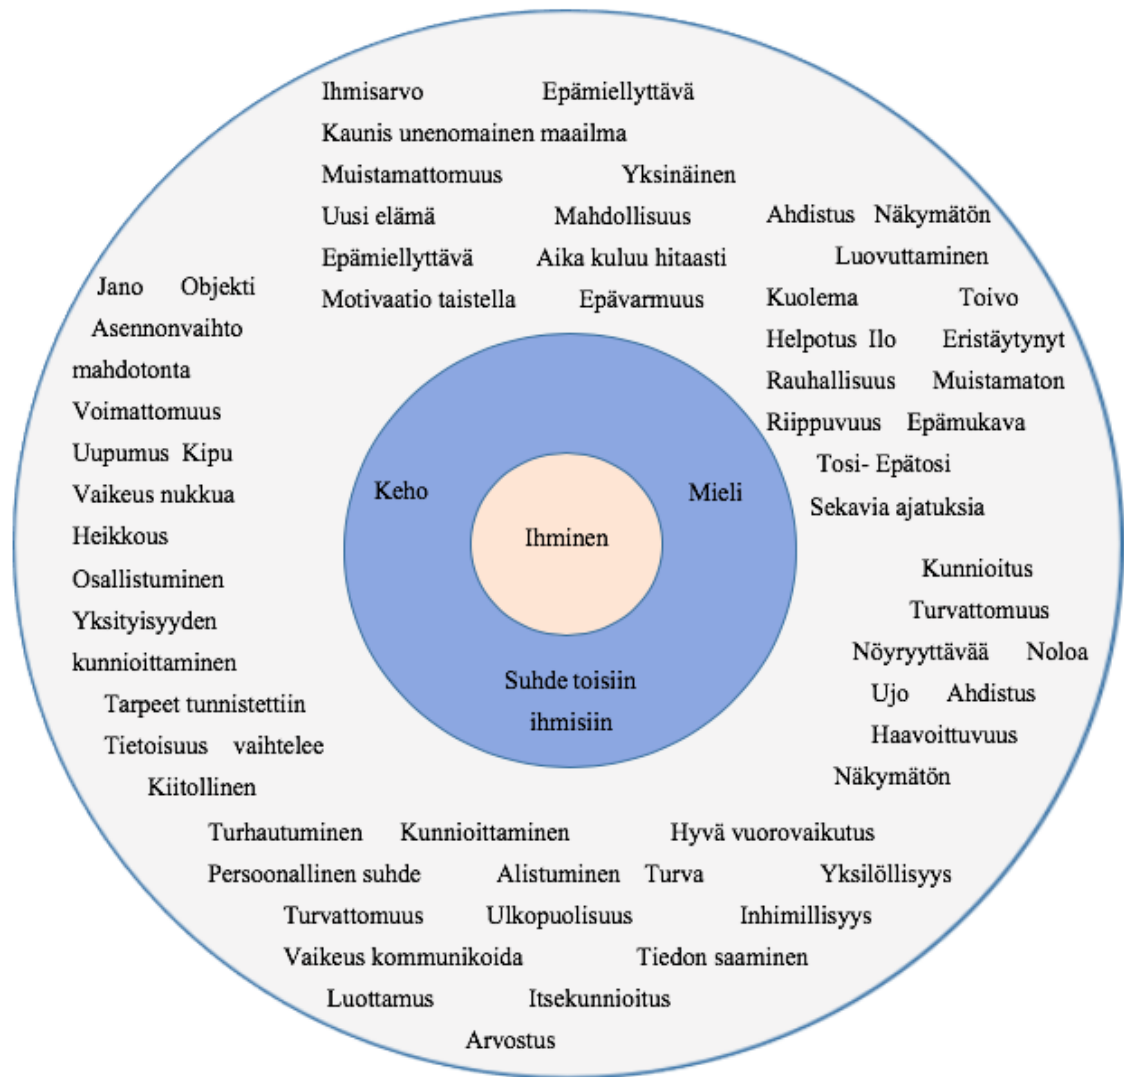 Ihmisarvo Epämiellyttävä
Kaunis unenomainen maailma
Muistamattomuus Yksinäinen
Uusi elämä Mahdollisuus
Epämiellyttävä Aika kuluu hitaasti
Motivaatio taistella Epävarmuus
Ahdistus Näkymätön
Luovuttaminen
Kuolema Toivo
Helpotus Ilo Eristäytynyt
Rauhallisuus Muistamaton
Riippuvuus Epämukava
Tosi- Epätosi
Sekavia ajatuksia
Kunnioitus
Turvattomuus
Nöyryyttävää Noloa
Ujo Ahdistus
Haavoittuvuus
Näkymätön
Jano Objekti
Asennonvaihto
mahdotonta
Voimattomuus
Uupumus Kipu
Vaikeus nukkua
Heikkous
Osallistuminen
Yksityisyyden
kunnioittaminen
Tarpeet tunnistettiin
Tietoisuus vaihtelee
Kiitollinen
Keho
Mieli
Ihminen
Suhde toisiin
ihmisiin
Turhautuminen Kunnioittaminen Hyvä vuorovaikutus
Persoonallinen suhde Alistuminen Turva Yksilöllisyys
Turvattomuus Ulkopuolisuus Inhimillisyys
Vaikeus kommunikoida Tiedon saaminen
Luottamus Itsekunnioitus
Arvostus